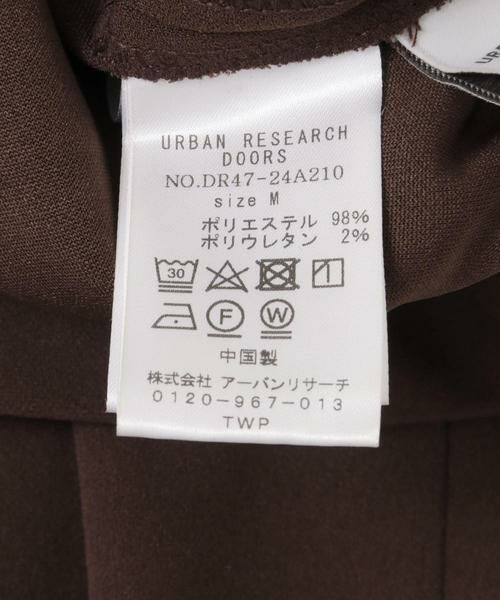 URBAN RESEARCH
DOORS
NO.DR47-24A210
size M
ポリエステル 98%
ポリウレタン 2%
30
F W
中国製
株式会社 アーバンリサーチ
0120-967-013
TWP
UR